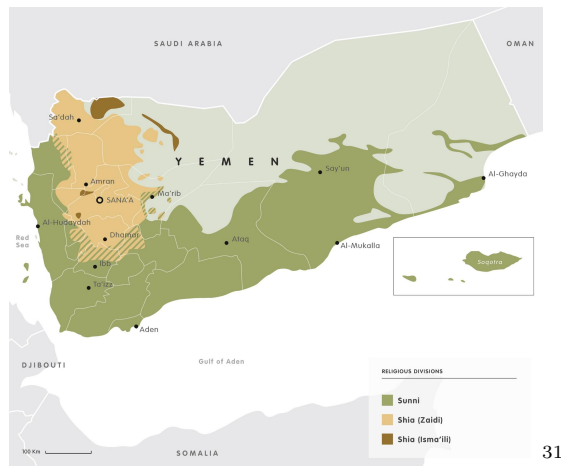 SAUDI ARABIA
OMAN
Sa'dah
YEMEN
Say'un
Al-Ghayda
Amran
SANA'A
Ma'rib
Al-Hudaydah
Red
Sea
Dhamar
Ataq
Al-Mukalla
Ibb
Ta'izz
Soqotra
Aden
Gulf of Aden
DJIBOUTI
RELIGIOUS DIVISIONS
Sunni
Shia (Zaidi)
Shia (Isma'ili)
100 Km
SOMALIA
31